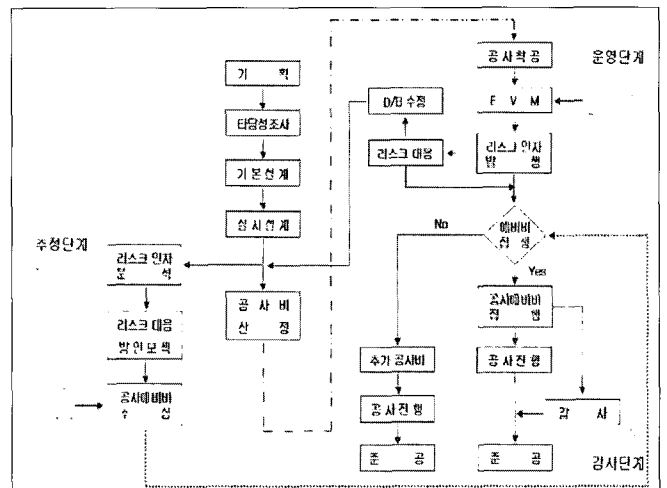 기 획
타당성조사
기본설계
실시설계
공 사 비
산 정
추정단계
리스크 인자
분 석
리스크 대응
방안모색
공사예비비
공사착공
운영단계
E V M
D/B 수정
리스크 대응
리스크 인자
발 생
예비비
No
Yes
공사예비비
집 행
추가공사비
공사진행
준 공
공사진행
감 사
준 공
감사단계